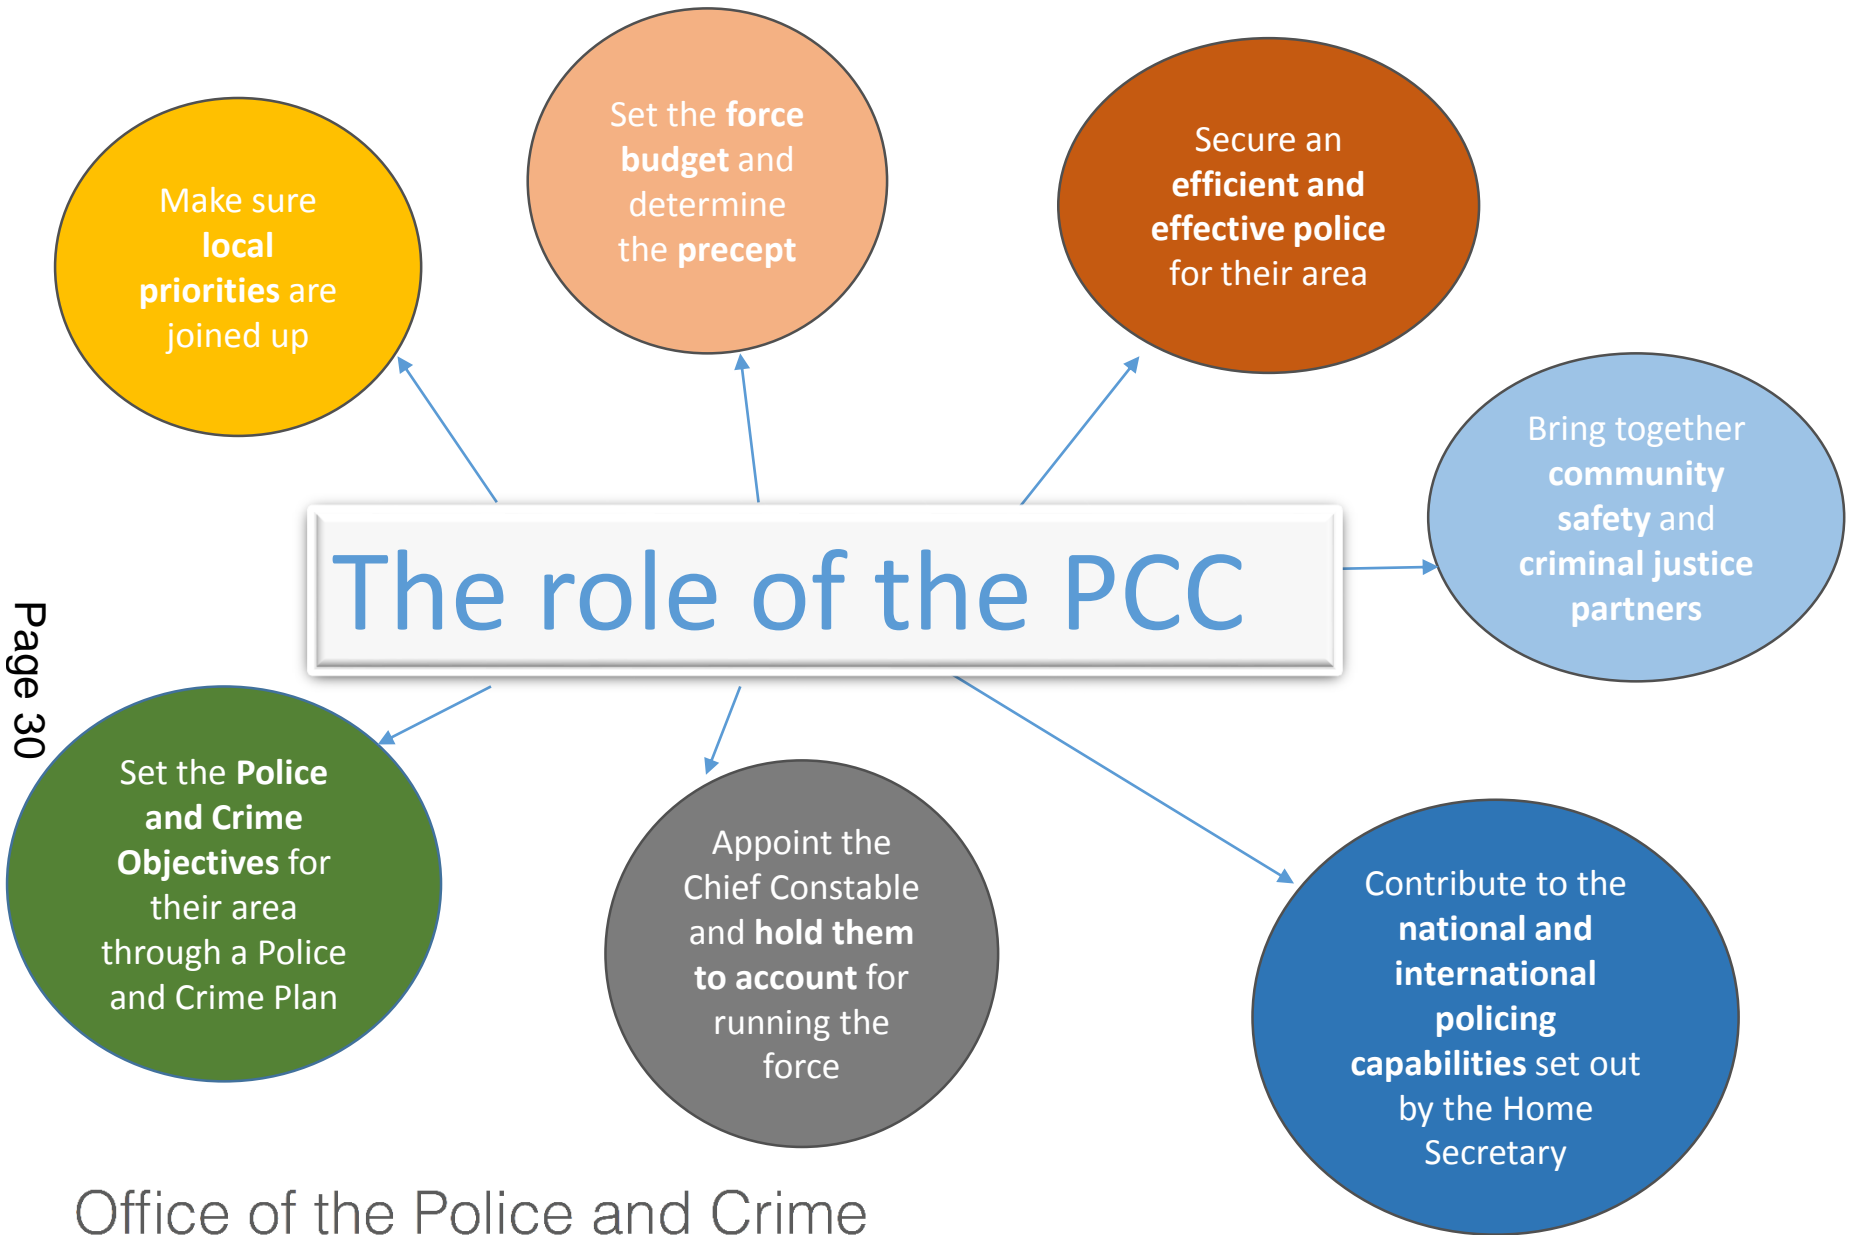 Make sure
local
priorities are
joined up
Set the force
budget and
determine
the precept
Secure an
efficient and
effective police
for their area
Bring together
community
safety and
criminal justice
partners
The role of the PCC
Page 30
Set the Police
and Crime
Objectives for
their area
through a Police
and Crime Plan
Appoint the
Chief Constable
and hold them
to account for
running the
force
Contribute to the
national and
international
policing
capabilities set out
by the Home
Secretary
Office of the Police and Crime